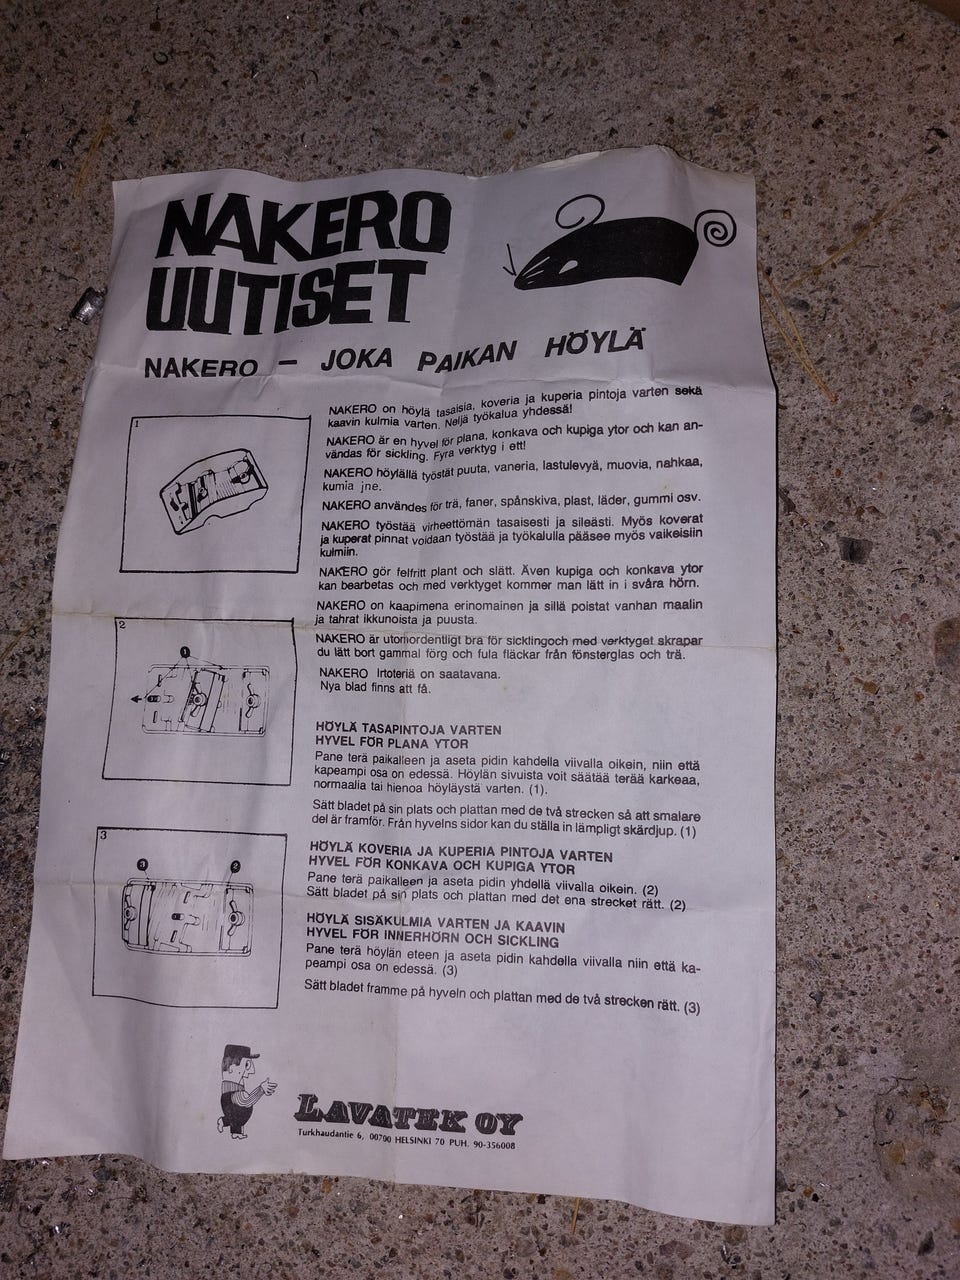 NAKERO
UUTISET
NAKERO – JOKA PAIKAN HÖYLÄ
1
NAKERO on höylä tasaisia, koveria ja kuperia pintoja varten sekä
kaavin kulmia varten. Neljä työkalua yhdessä!
NAKERO är en hyvel för plana, konkava och kupiga ytor och kan an-
vändas för sickling. Fyra verktyg i ett!
NAKERO höylällä työstät puuta, vaneria, lastulevyä, muovia, nahkaa,
kumia jne.
NAKERO användes för trä, faner, spånskiva, plast, läder, gummi osv.
NAKERO työstää virheettömän tasaisesti ja sileästi. Myös koverat
ja kuperat pinnat voidaan työstää ja työkalulla pääsee myös vaikeisiin
kulmiin.
NAKERO gör felfritt plant och slätt. Även kupiga och konkava ytor
kan bearbetas och med verktyget kommer man lätt in i svåra hörn.
NAKERO on kaapimena erinomainen ja sillä poistat vanhan maalin
ja tahrat ikkunoista ja puusta.
NAKERO är utomordentligt bra för sicklingoch med verktyget skrapar
du lätt bort gammal förg och fula fläckar från fönsterglas och trä.
NAKERO Irtoteriä on saatavana.
Nya blad finns att få.
2
1
HÖYLÄ TASAPINTOJA VARTEN
HYVEL FÖR PLANA YTOR
Pane terä paikalleen ja aseta pidin kahdella viivalla oikein, niin että
kapeampi osa on edessä. Höylän sivuista voit säätää terää karkeaa,
normaalia tai hienoa höyläystä varten. (1).
Sätt bladet på sin plats och plattan med de två strecken så att smalare
del är framför. Från hyvelns sidor kan du ställa in lämpligt skärdjup. (1)
3
3 2
HÖYLÄ KOVERIA JA KUPERIA PINTOJA VARTEN
HYVEL FÖR KONKAVA OCH KUPIGA YTOR
Pane terä paikalleen ja aseta pidin yhdellä viivalla oikein. (2)
Sätt bladet på sin plats och plattan med det ena strecket rätt. (2)
HÖYLÄ SISÄKULMIA VARTEN JA KAAVIN
HYVEL FÖR INNERHÖRN OCH SICKLING
Pane terä höylän eteen ja aseta pidin kahdella viivalla niin että ka-
peampi osa on edessä. (3)
Sätt bladet framme på hyveln och plattan med de två strecken rätt. (3)
LAVATEK OY
Turkhaudantie 6, 00700 HELSINKI 70 PUH. 90-356008